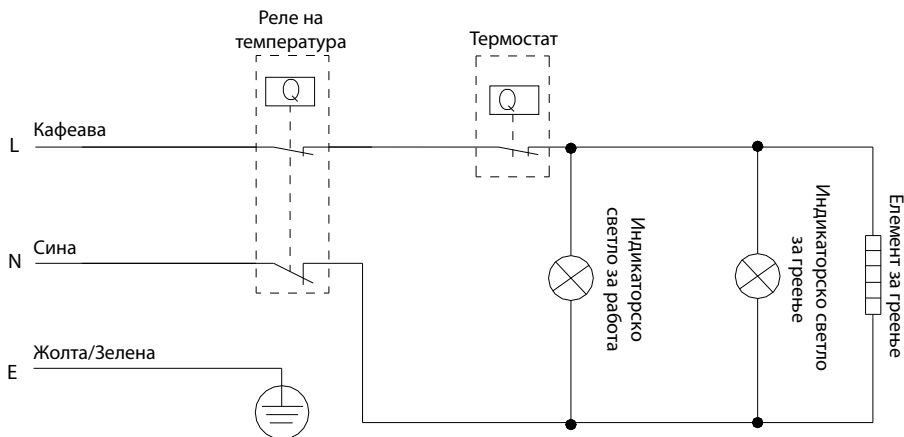 Реле на
температура
Термостат
Q
Q
L
Кафеава
N
Сина
E
Жолта/Зелена
Индикаторско
светло за работа
Индикаторско светло
за греење
Елемент за греење